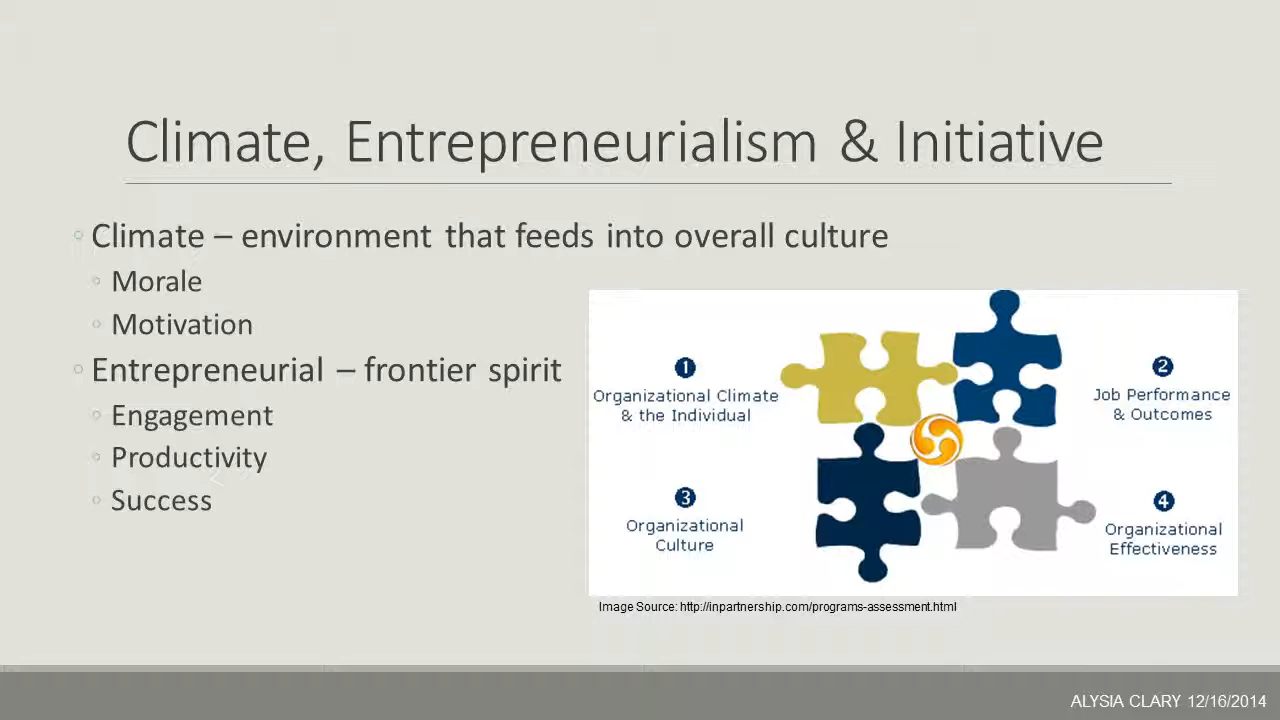 Climate, Entrepreneurialism & Initiative
◦ Climate – environment that feeds into overall culture
◦ Morale
◦ Motivation
◦ Entrepreneurial – frontier spirit
◦ Engagement
◦ Productivity
◦ Success
1
Organizational Climate
& the Individual
2
Job Performance
& Outcomes
3
Organizational
Culture
4
Organizational
Effectiveness
Image Source: http://inpartnership.com/programs-assessment.html
ALYSIA CLARY 12/16/2014